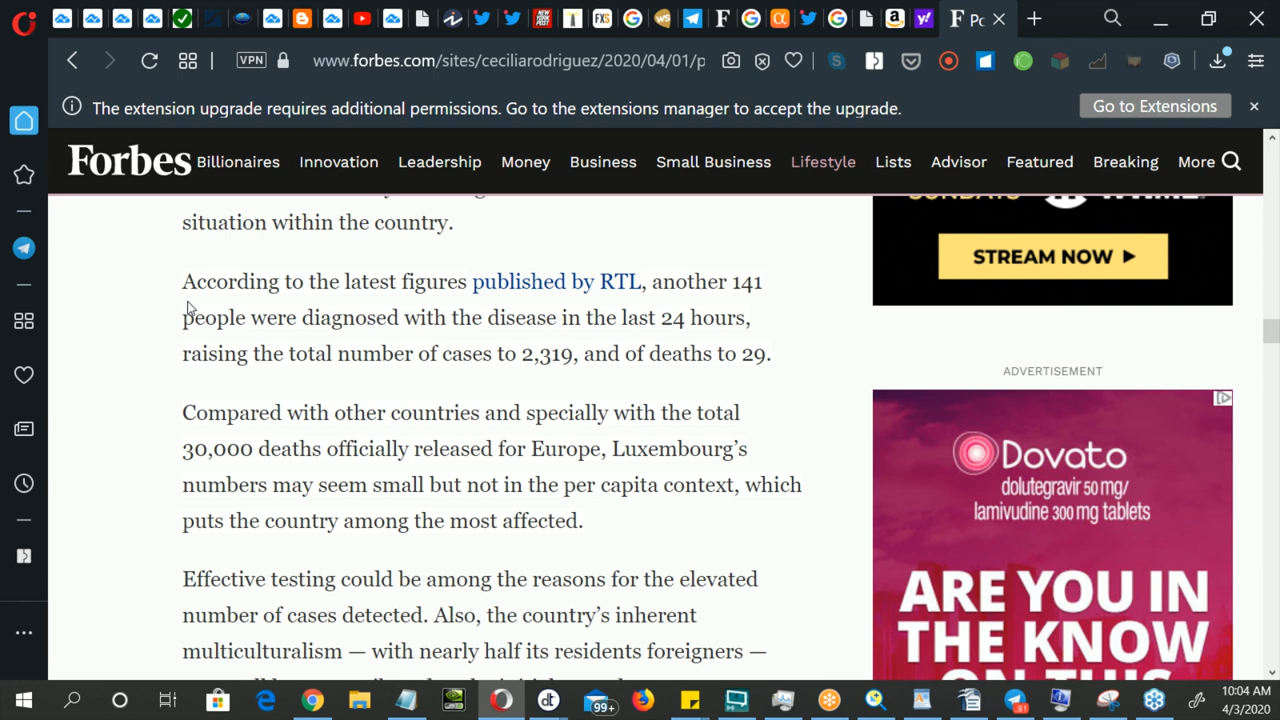 F Po
VPN
www.forbes.com/sites/ceciliarodriguez/2020/04/01/p
The extension upgrade requires additional permissions. Go to the extensions manager to accept the upgrade.
Go to Extensions
Forbes
Billionaires Innovation Leadership Money Business Small Business Lifestyle Lists Advisor Featured Breaking More
situation within the country.
According to the latest figures published by RTL, another 141
people were diagnosed with the disease in the last 24 hours,
raising the total number of cases to 2,319, and of deaths to 29.
Compared with other countries and specially with the total
30,000 deaths officially released for Europe, Luxembourg’s
numbers may seem small but not in the per capita context, which
puts the country among the most affected.
Effective testing could be among the reasons for the elevated
number of cases detected. Also, the country’s inherent
multiculturalism — with nearly half its residents foreigners —
STREAM NOW
ADVERTISEMENT
Dovato
dolutegravir 50 mg/
lamivudine 300 mg tablets
ARE YOU IN
THE KNOW
99+
dt
91
10:04 AM
4/3/2020